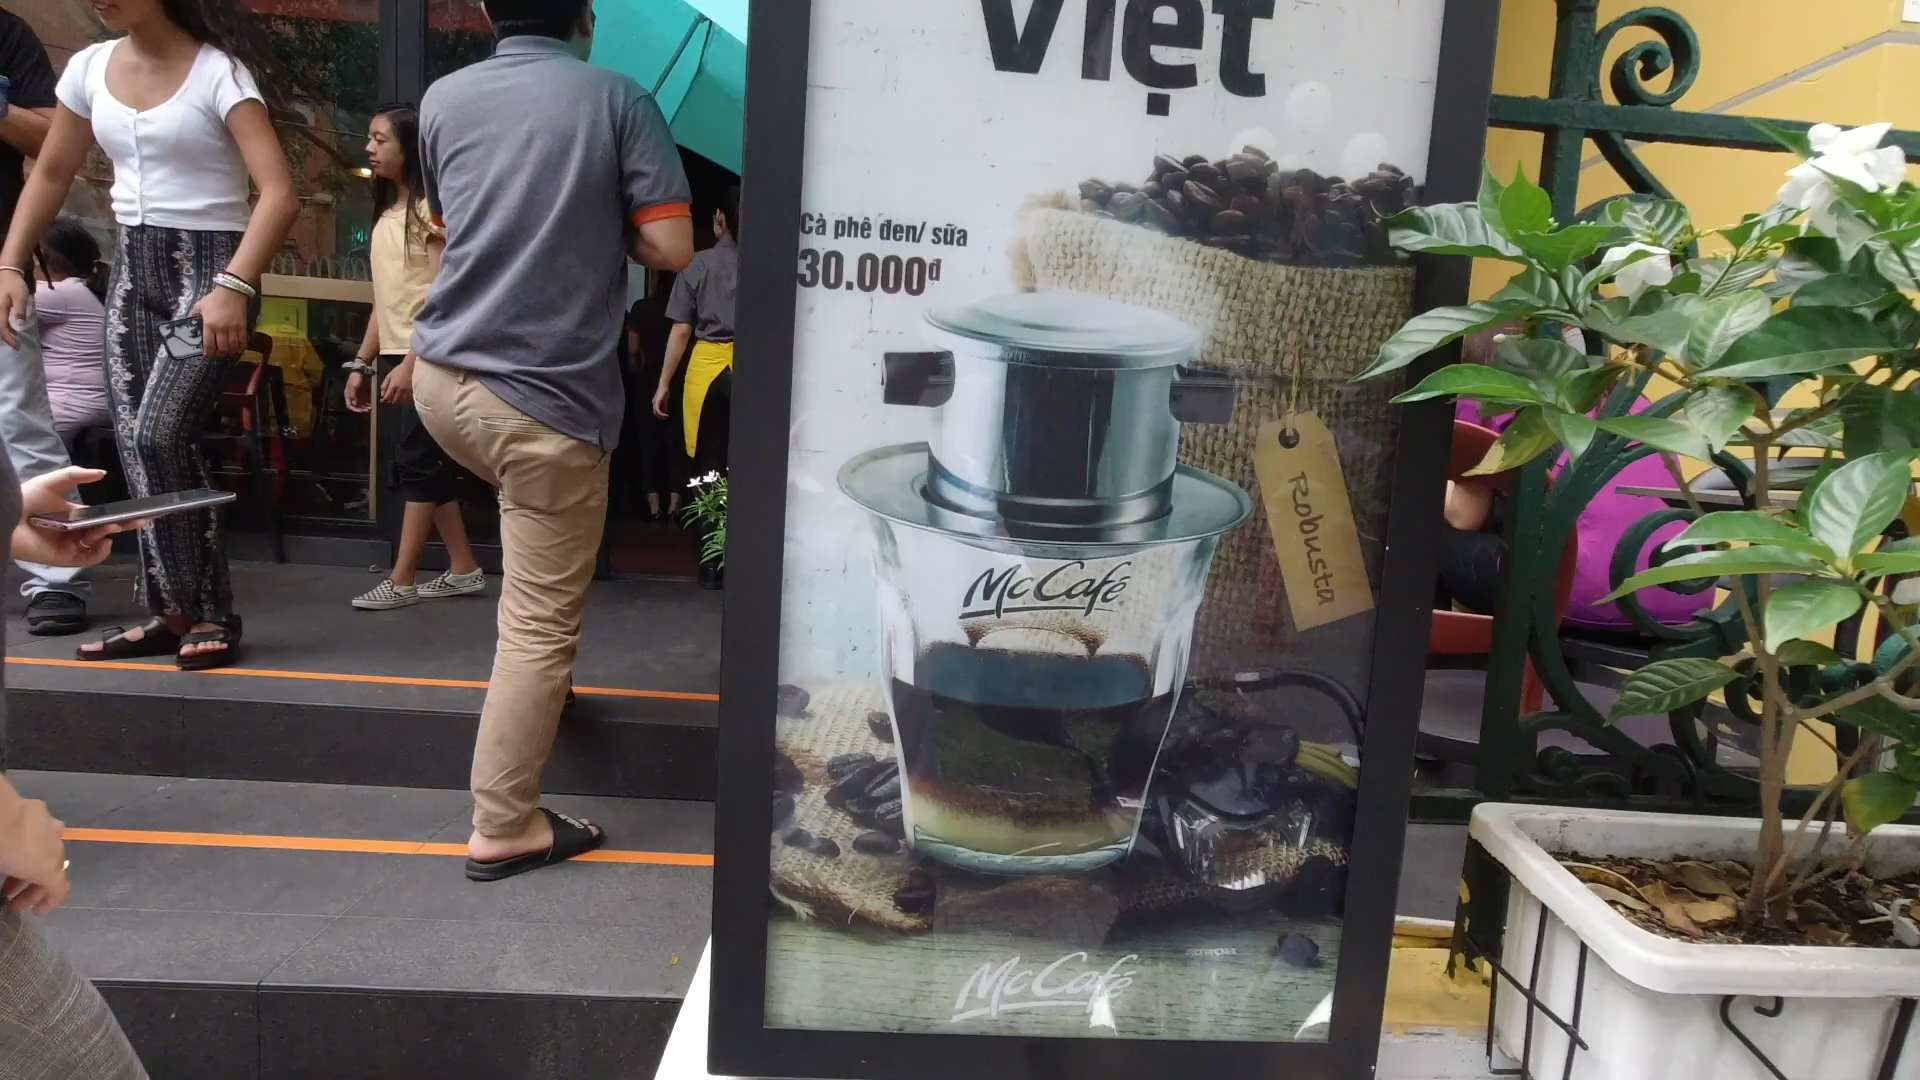 Việt
Cà phê đen/ sữa
30.000đ
Robusta
McCafé
McCafé